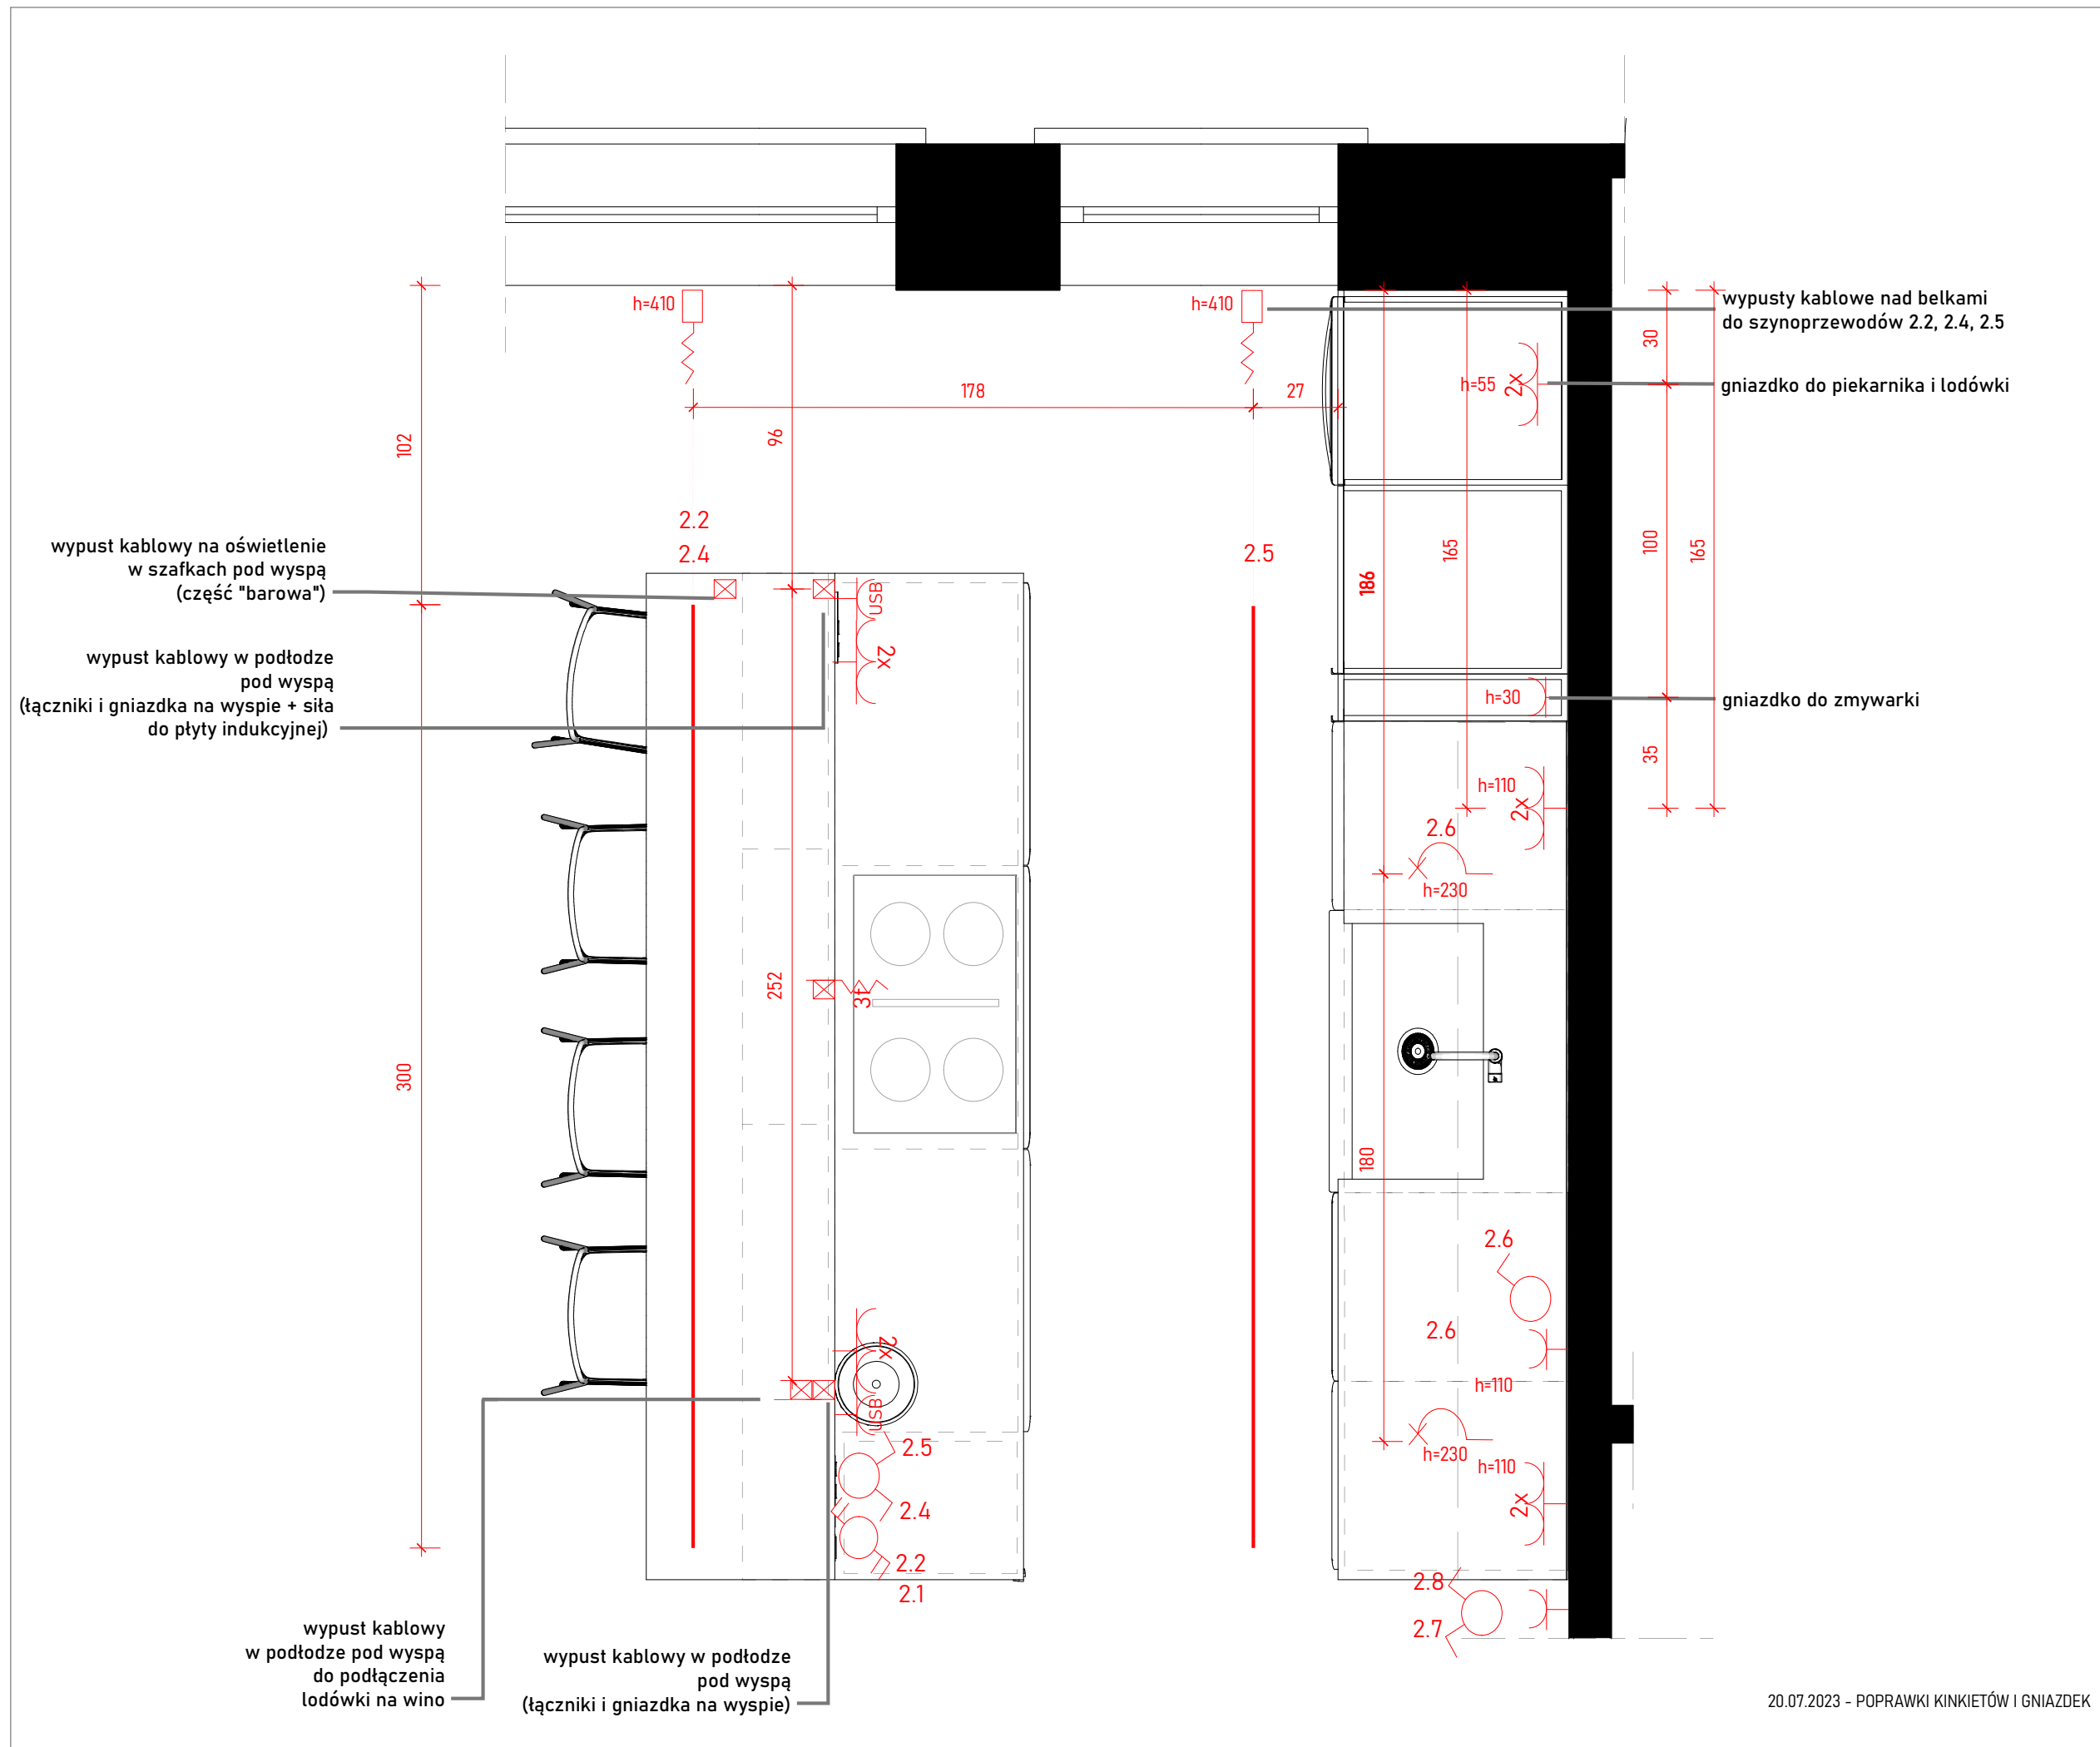 h=410
h=410
wypusty kablowe nad belkami
do szynoprzewodów 2.2, 2.4, 2.5
30
h=55
2x
gniazdko do piekarnika i lodówki
178
27
102
96
2.2
2.4
2.5
165
186
100
165
wypust kablowy na oświetlenie
w szafkach pod wyspą
(część "barowa")
USB
2x
wypust kablowy w podłodze
pod wyspą
(łączniki i gniazdka na wyspie + siła
do płyty indukcyjnej)
h=30
gniazdko do zmywarki
35
h=110
2x
2.6
h=230
252
3f
300
180
2.6
2.6
2x
h=110
USB
h=230
h=110
2x
2.5
2.4
2.2
2.1
2.8
2.7
wypust kablowy
w podłodze pod wyspą
do podłączenia
lodówki na wino
wypust kablowy w podłodze
pod wyspą
(łączniki i gniazdka na wyspie)
20.07.2023 - POPRAWKI KINKIETÓW I GNIAZDEK